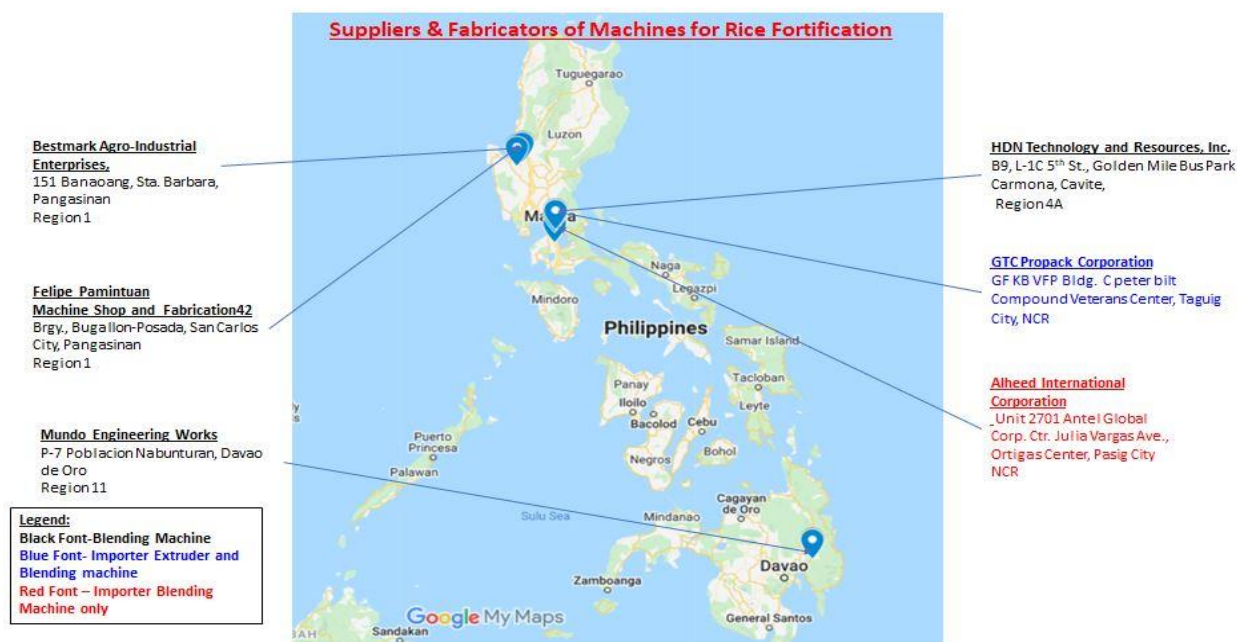 Suppliers & Fabricators of Machines for Rice Fortification
Bestmark Agro-Industrial
Enterprises,
151 Banaoang, Sta. Barbara,
Pangasinan
Region 1
Felipe Pamintuan
Machine Shop and Fabrication42
Brgy., Bugallon-Posada, San Carlos
City, Pangasinan
Region 1
Mundo Engineering Works
P-7 Poblacion Nabunturan, Davao
de Oro
Region 11
Legend:
Black Font-Blending Machine
Blue Font- Importer Extruder and
Blending machine
Red Font – Importer Blending
Machine only
Tuguegarao
Luzon
Naga
Legazpi
Mindoro
Philippines
Samar Island
Panay
Tacloban
Iloilo
Leyte
Bacolod
Cebu
Puerto
Princesa
Negros
Bohol
Palawan
Cagayan
de Oro
Sulu Sea
Mindanao
Davao
Zamboanga
General Santos
Google My Maps
BAH
Sandakan
HDN Technology and Resources, Inc.
B9, L-1C 5th St., Golden Mile Bus Park
Carmona, Cavite,
Region 4A
GTC Propack Corporation
GF KB VFP Bldg. C peter bilt
Compound Veterans Center, Taguig
City, NCR
Alheed International
Corporation
_Unit 2701 Antel Global
Corp. Ctr. Julia Vargas Ave.,
Ortigas Center, Pasig City
NCR